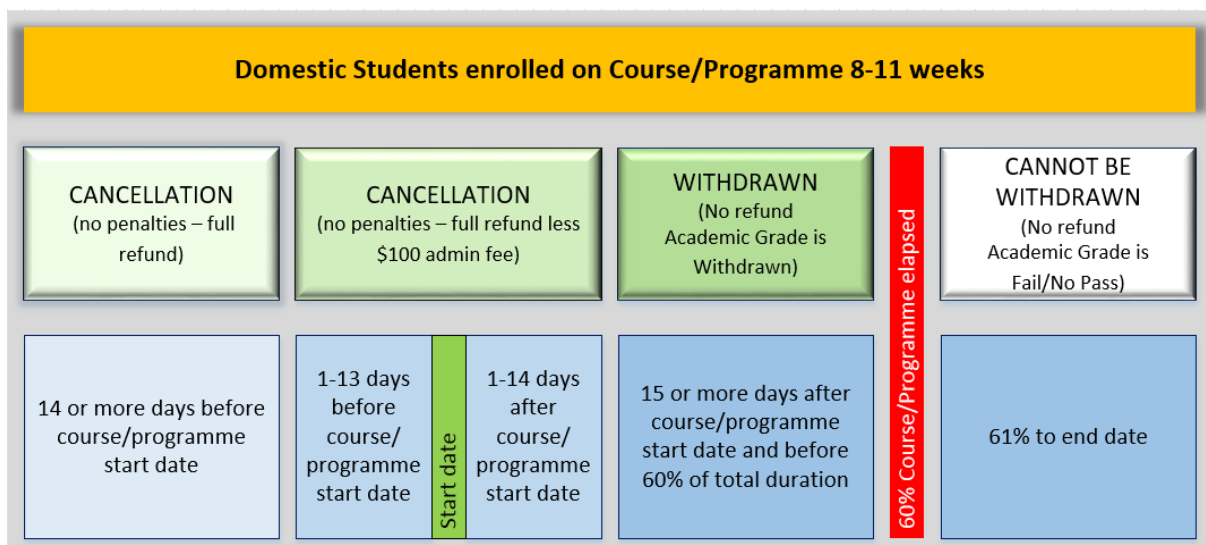 Domestic Students enrolled on Course/Programme 8-11 weeks
CANCELLATION
(no penalties – full
refund)
CANCELLATION
(no penalties – full refund less
$100 admin fee)
WITHDRAWN
(No refund
Academic Grade is
Withdrawn)
60% Course/Programme elapsed
CANNOT BE
WITHDRAWN
(No refund
Academic Grade is
Fail/No Pass)
14 or more days before
course/programme
start date
1-13 days
before
course/
programme
start date
Start date
1-14 days
after
course/
programme
start date
15 or more days after
course/programme
start date and before
60% of total duration
61% to end date